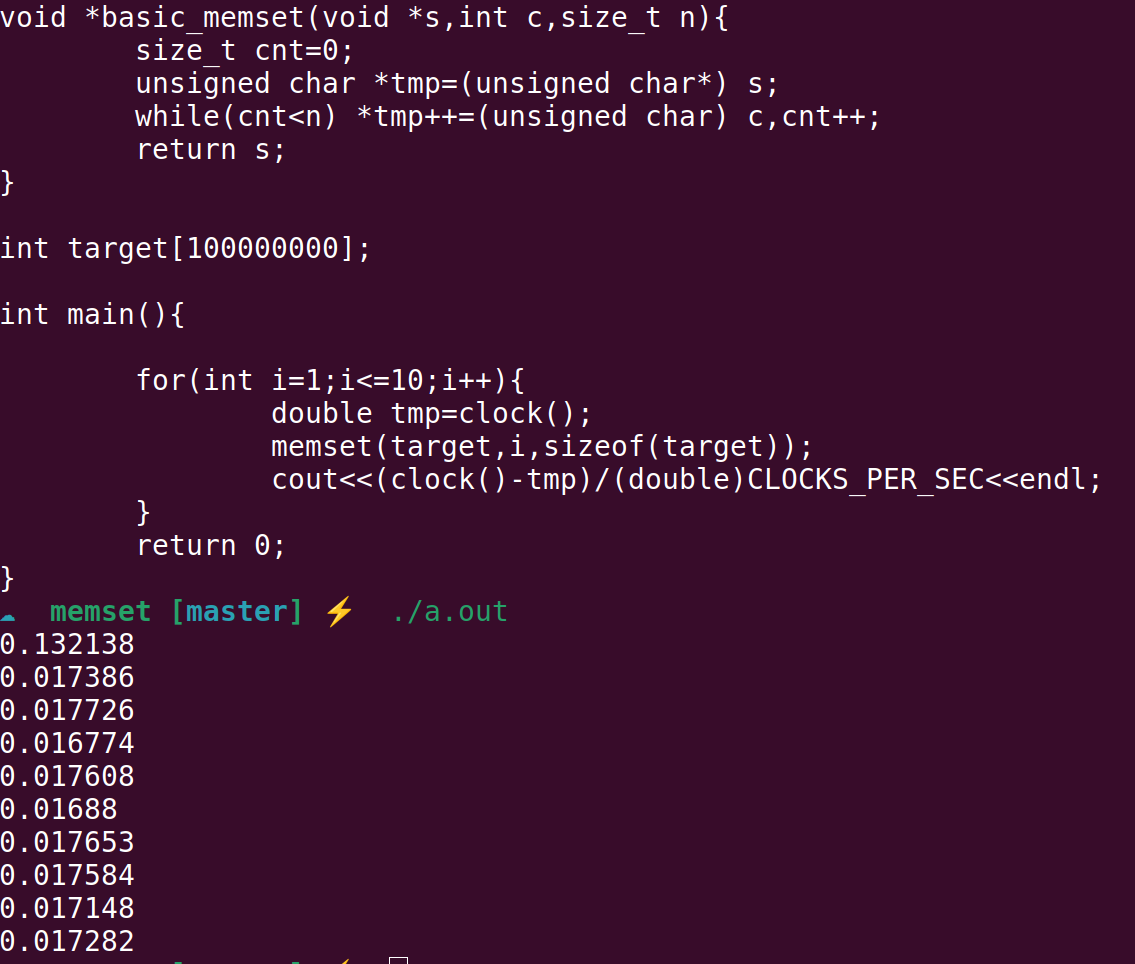 void *basic_memset(void *s,int c,size_t n){
        size_t cnt=0;
        unsigned char *tmp=(unsigned char*) s;
        while(cnt<n) *tmp++=(unsigned char) c,cnt++;
        return s;
}
int target[100000000];
int main(){
        for(int i=1;i<=10;i++){
                double tmp=clock();
                memset(target,i,sizeof(target));
                cout<<(clock()-tmp)/(double)CLOCKS_PER_SEC<<endl;
        }
        return 0;
}
☁  memset [master] ⚡  ./a.out
0.132138
0.017386
0.017726
0.016774
0.017608
0.01688
0.017653
0.017584
0.017148
0.017282